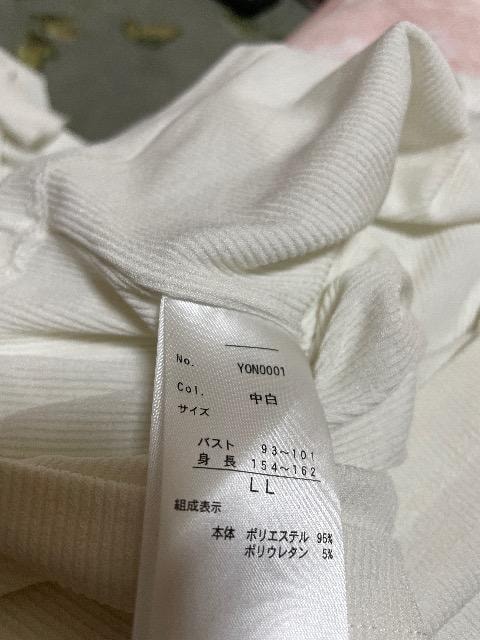 No. YON0001
Col. 中白
サイズ
バスト 93～101
身長 154～162
LL
組成表示
本体 ポリエステル 95%
ポリウレタン 5%